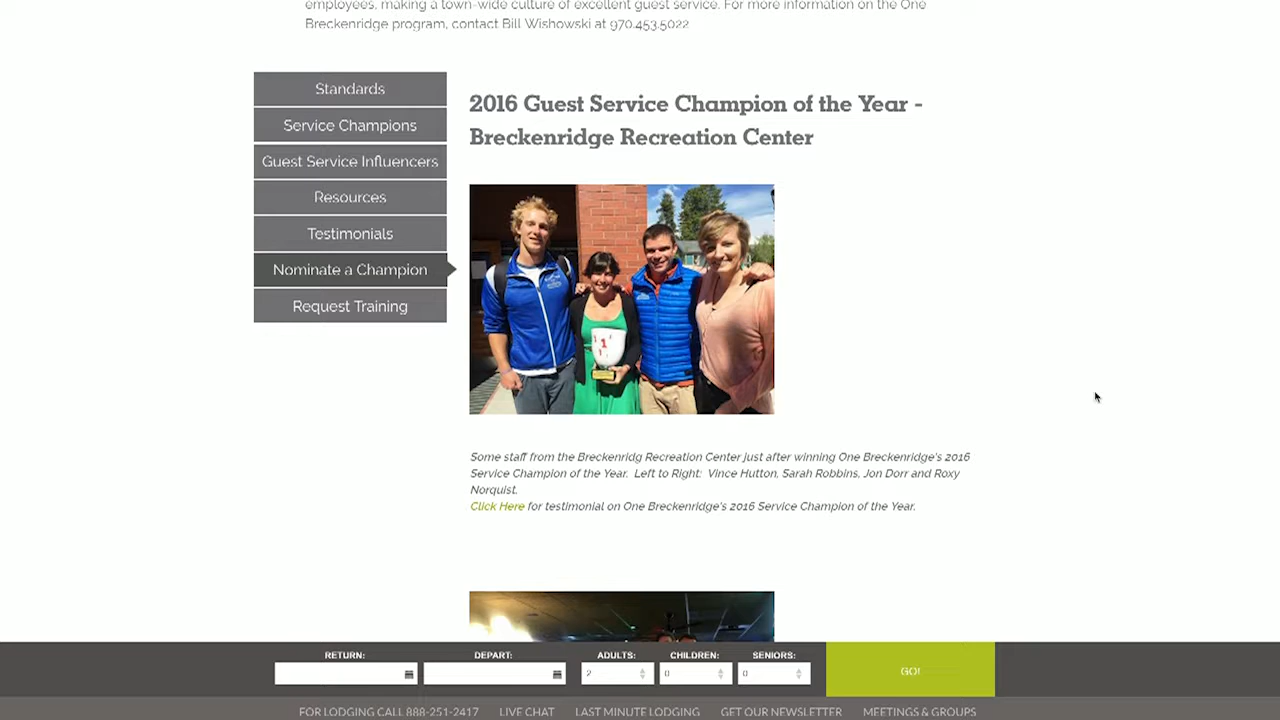 employees, making a town-wide culture of excellent guest service. For more information on the One
Breckenridge program, contact Bill Wishowski at 970.453.5022
Standards
Service Champions
Guest Service Influencers
Resources
Testimonials
Nominate a Champion
Request Training
2016 Guest Service Champion of the Year -
Breckenridge Recreation Center
1
Some staff from the Breckenridg Recreation Center just after winning One Breckenridge's 2016
Service Champion of the Year. Left to Right: Vince Hutton, Sarah Robbins, Jon Dorr and Roxy
Norquist.
Click Here for testimonial on One Breckenridge's 2016 Service Champion of the Year.
RETURN: DEPART: ADULTS: CHILDREN: SENIORS:
2 0 0 GO!
FOR LODGING CALL 888-251-2417 LIVE CHAT LAST MINUTE LODGING GET OUR NEWSLETTER MEETINGS & GROUPS